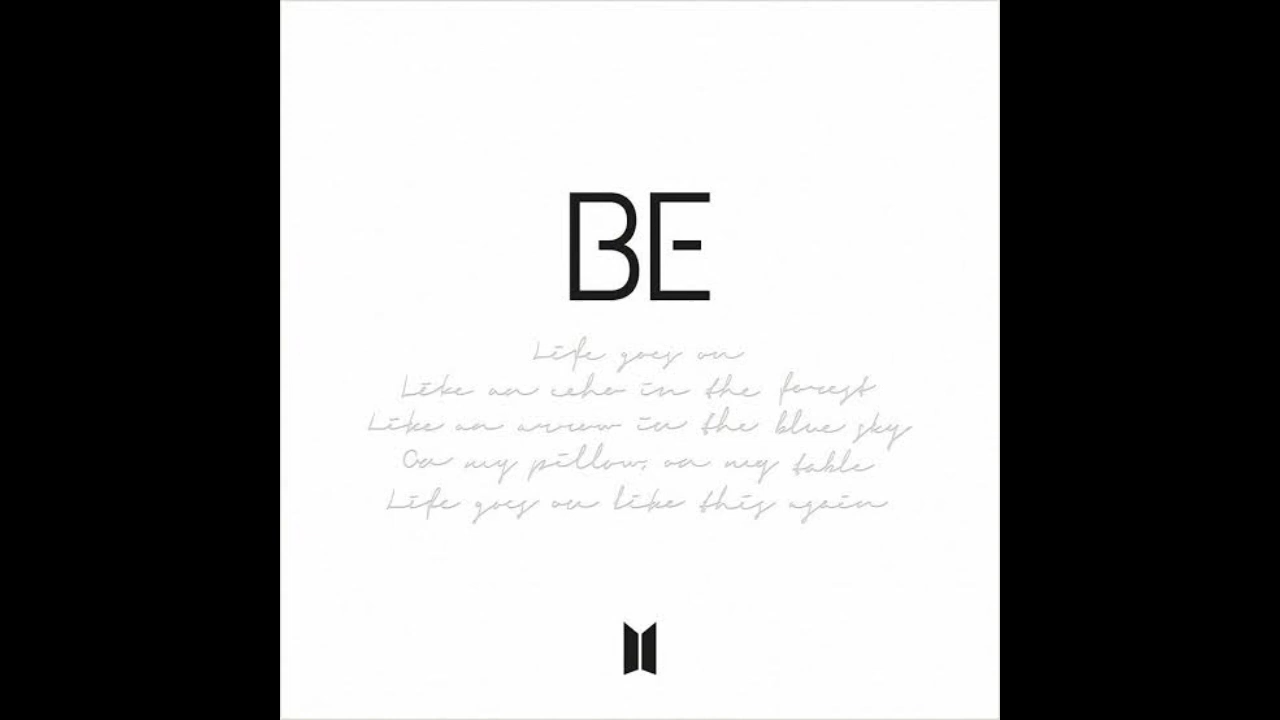 BE
Life goes on
Like an echo in the forest
Like an arrow in the blue sky
On my pillow, on my table
Life goes on like this again